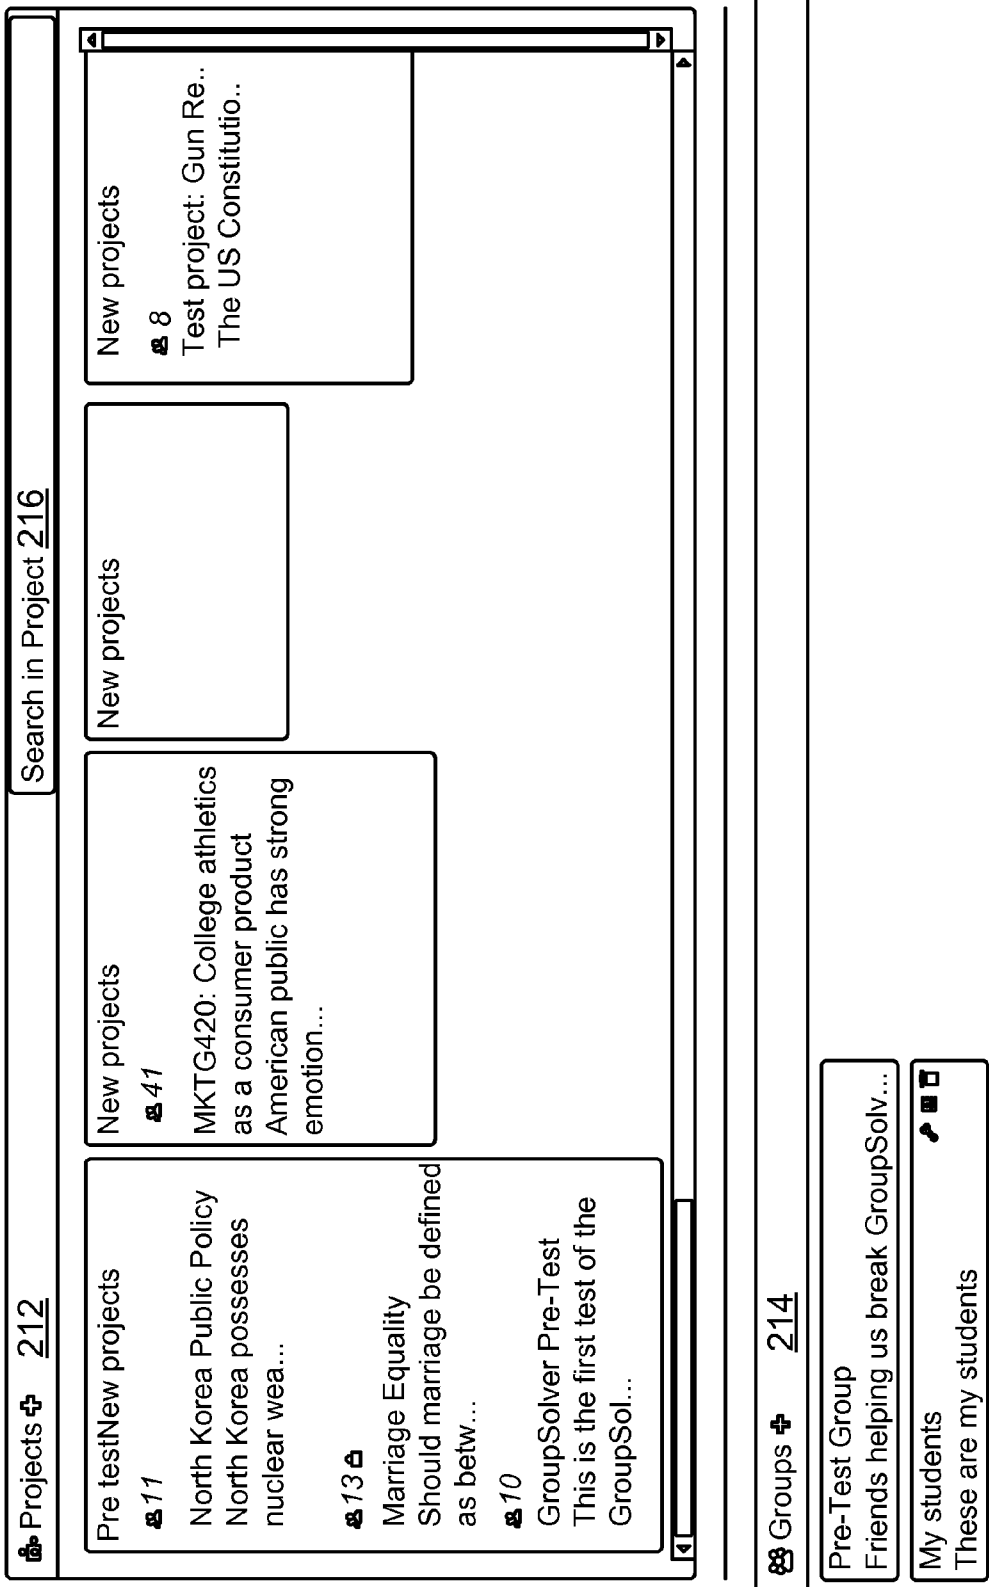 Projects 212
Search in Project 216
Pre testNew projects
11
North Korea Public Policy
North Korea possesses
nuclear wea...
13
Marriage Equality
Should marriage be defined
as betw...
10
GroupSolver Pre-Test
This is the first test of the
GroupSol...
New projects
41
MKTG420: College athletics
as a consumer product
American public has strong
emotion...
New projects
New projects
8
Test project: Gun Re..
The US Constitutio..
Groups 214
Pre-Test Group
Friends helping us break GroupSolv...
My students
These are my students